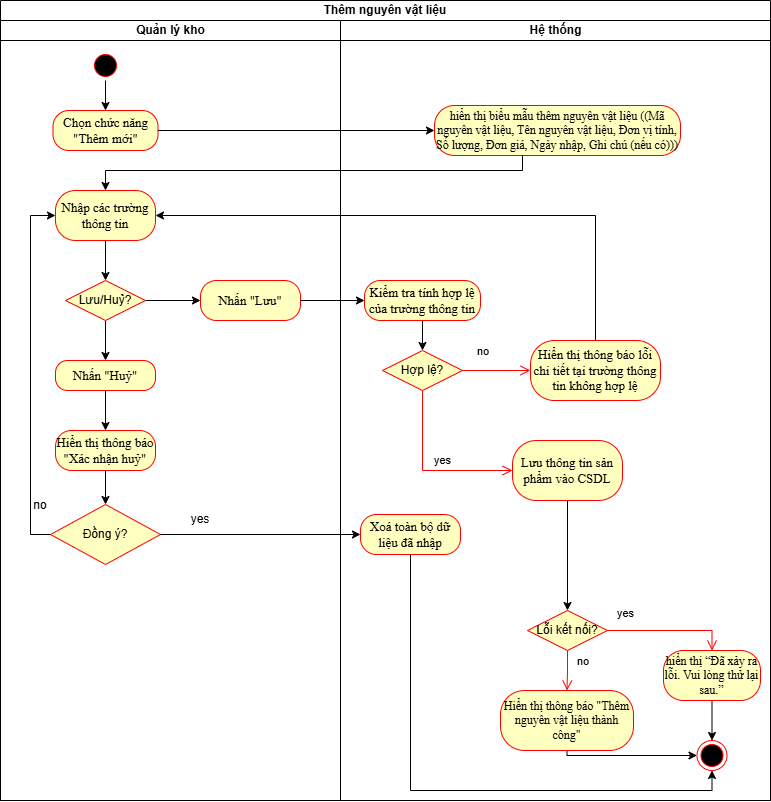 Thêm nguyên vật liệu
Quản lý kho
Hệ thống
Chọn chức năng
"Thêm mới"
hiển thị biểu mẫu thêm nguyên vật liệu ((Mã
nguyên vật liệu, Tên nguyên vật liệu, Đơn vị tính,
Số lượng, Đơn giá, Ngày nhập, Ghi chú (nếu có)))
Nhập các trường
thông tin
Lưu/Huỷ?
Nhấn "Lưu"
Kiểm tra tính hợp lệ
của trường thông tin
Nhấn "Huỷ"
Hợp lệ?
no
Hiển thị thông báo lỗi
chi tiết tại trường thông
tin không hợp lệ
Hiển thị thông báo
"Xác nhận huỷ"
yes
Lưu thông tin sản
phẩm vào CSDL
no
Đồng ý?
yes
Xoá toàn bộ dữ
liệu đã nhập
Lỗi kết nối?
yes
no
hiển thị “Đã xảy ra
lỗi. Vui lòng thử lại
sau.”
Hiển thị thông báo "Thêm
nguyên vật liệu thành
công"